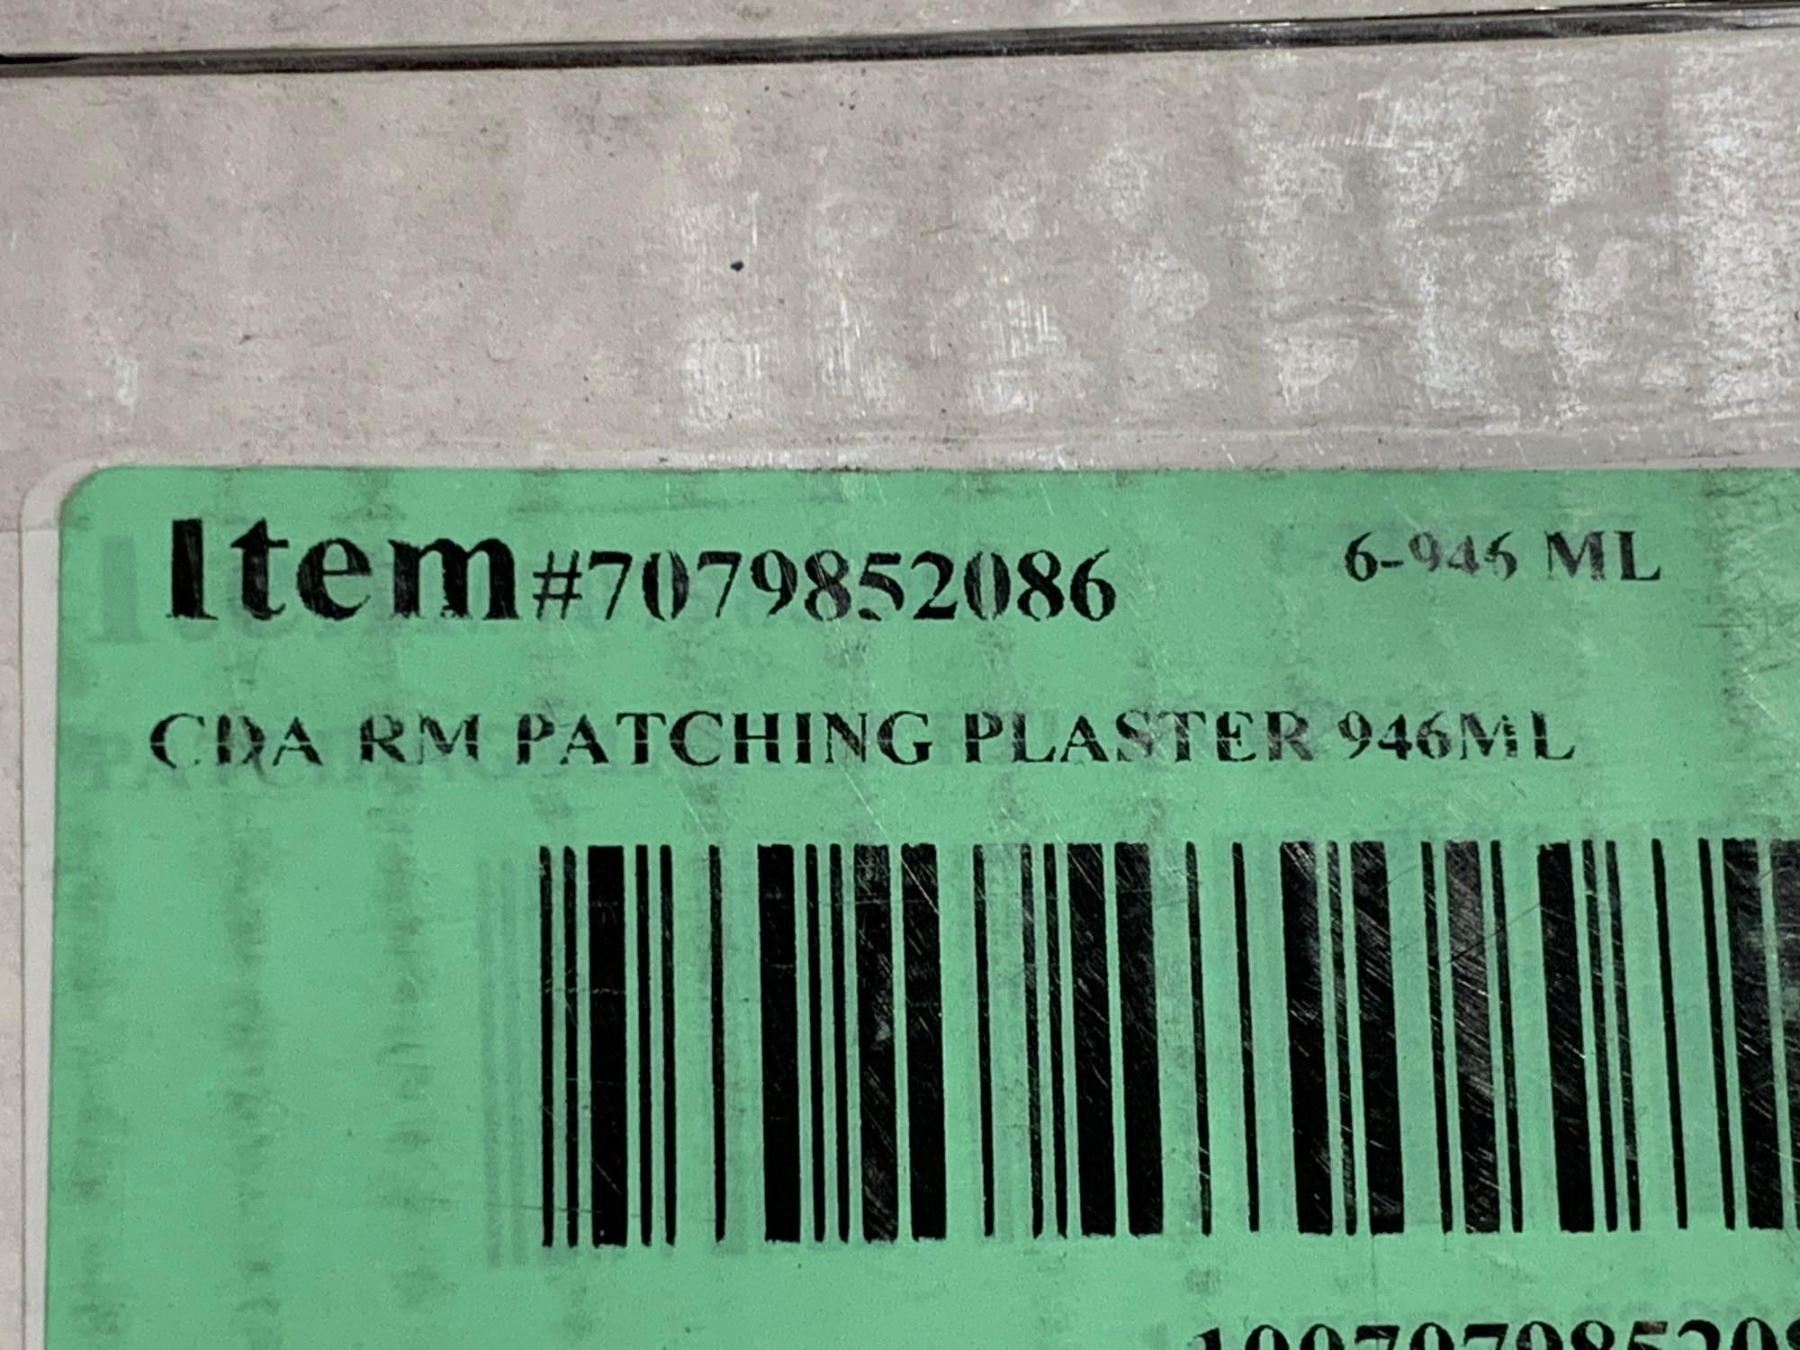 Item#7079852086 6-946 ML
CDA RM PATCHING PLASTER 946ML